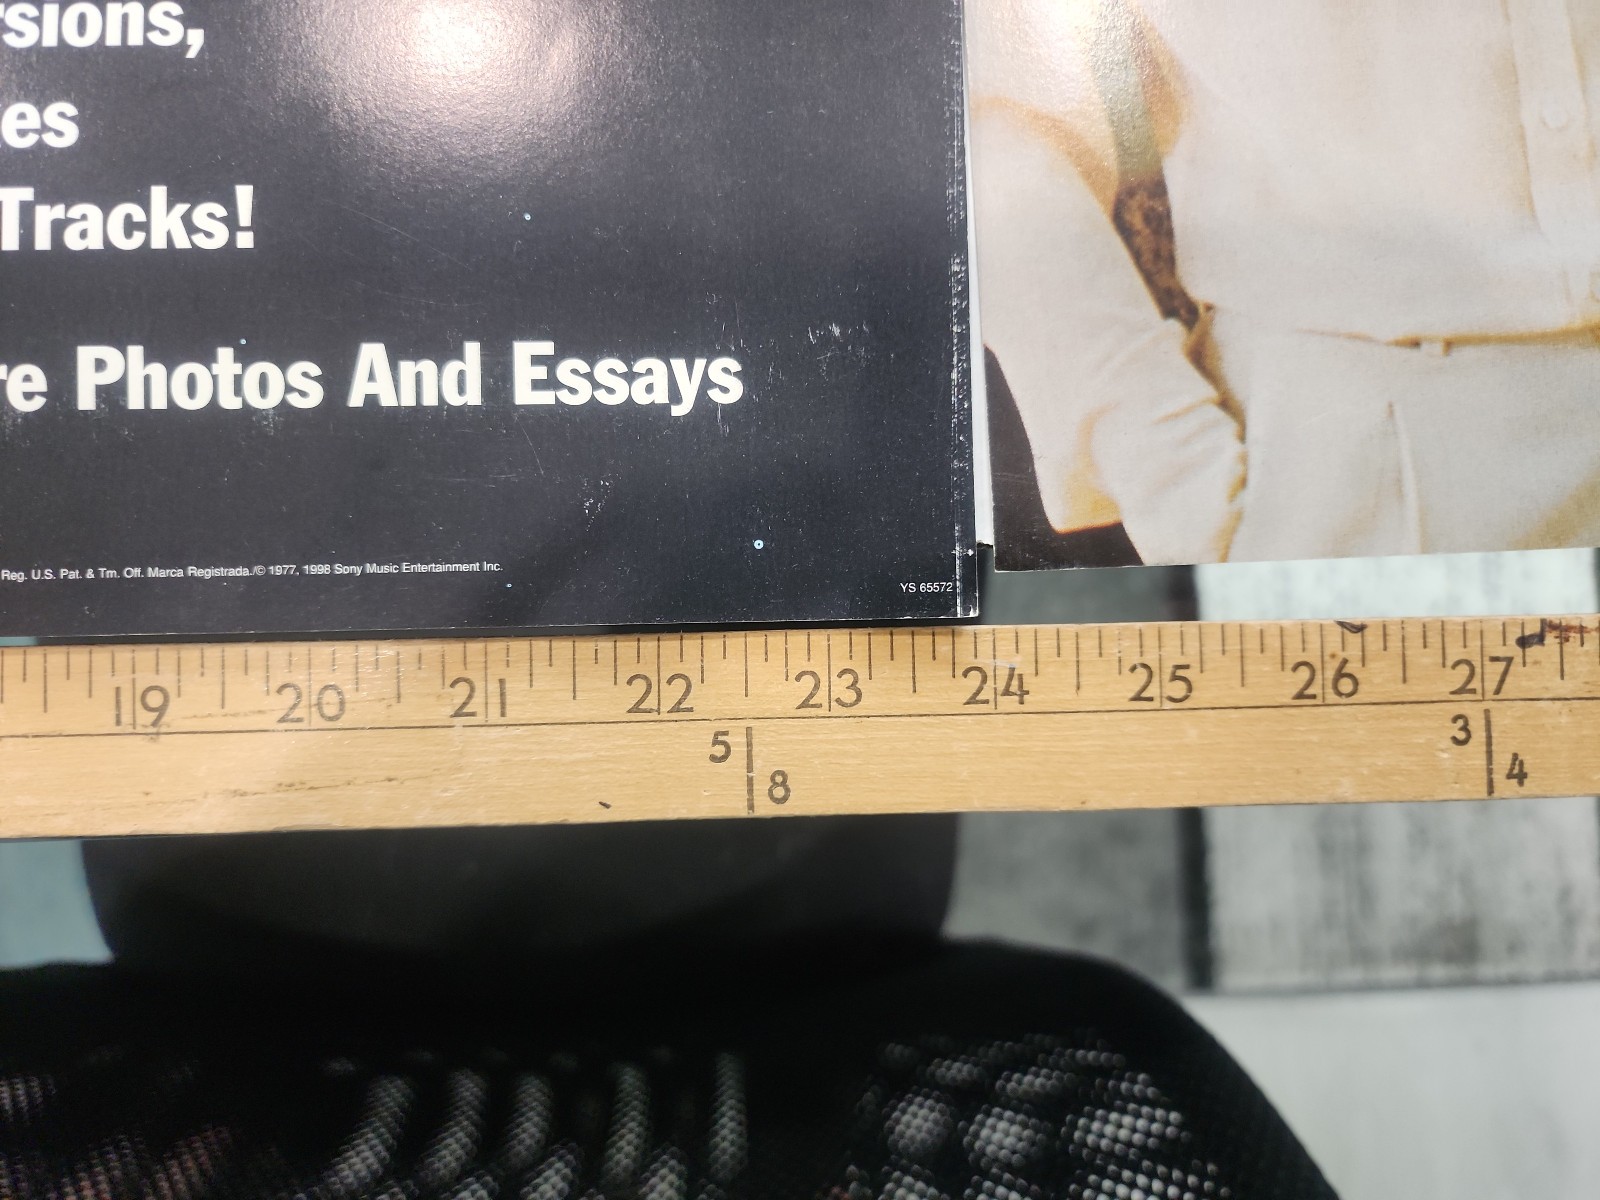 rsions,
es
Tracks!
re Photos And Essays
Reg. U.S. Pat. & Tm. Off. Marca Registrada./© 1977, 1998 Sony Music Entertainment Inc.
YS 65572
19 20 21 22 23 24 25 26 27
5 8 3 4